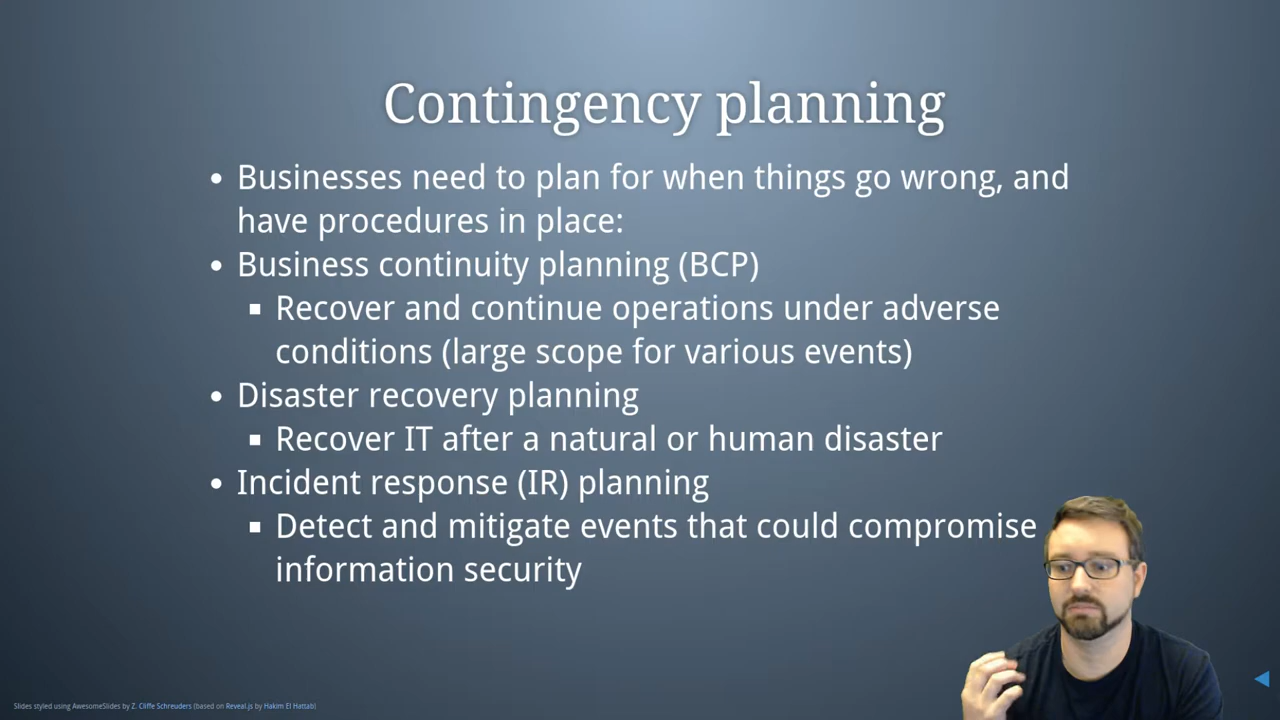 Contingency planning
• Businesses need to plan for when things go wrong, and
have procedures in place:
• Business continuity planning (BCP)
▪ Recover and continue operations under adverse
conditions (large scope for various events)
• Disaster recovery planning
▪ Recover IT after a natural or human disaster
• Incident response (IR) planning
▪ Detect and mitigate events that could compromise
information security
Slides styled using AwesomeSlides by Z. Cliffe Schreuders (based on Reveal.js by Hakim El Hattab)